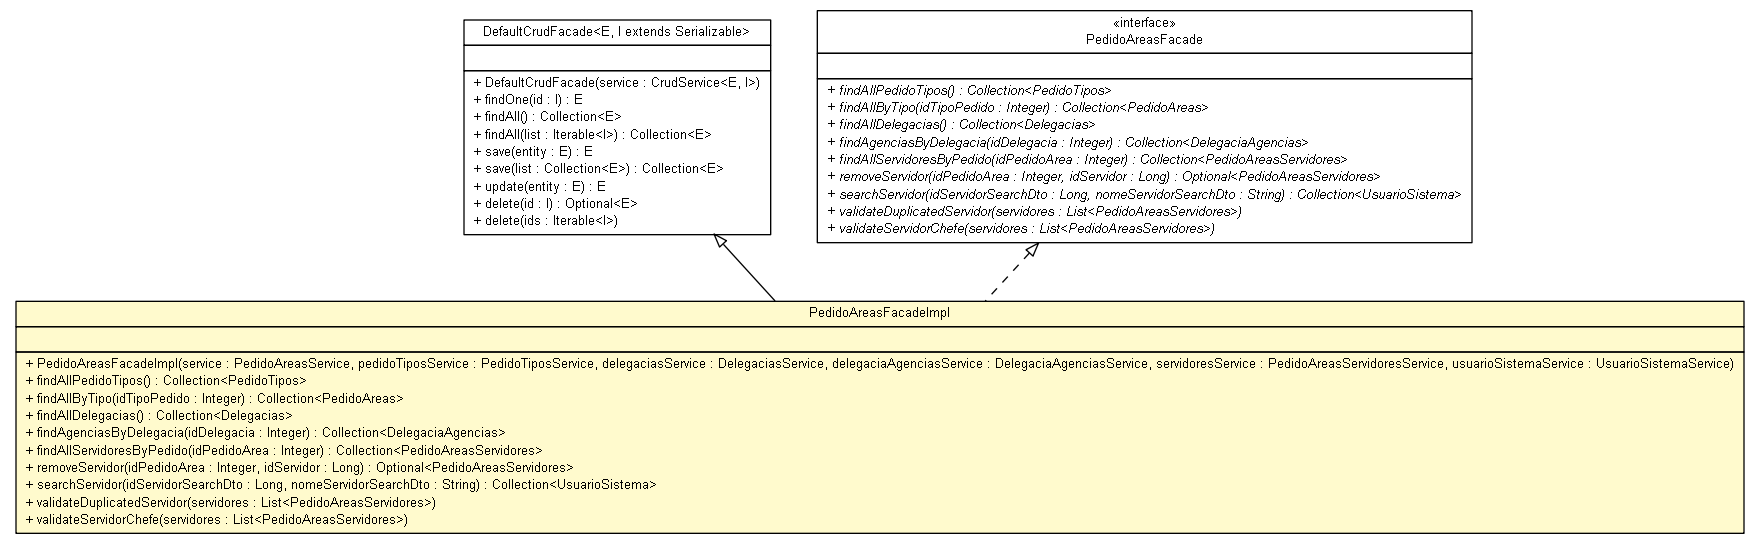 DefaultCrudFacade<E, I extends Serializable>
+ DefaultCrudFacade(service : CrudService<E, I>)
+ findOne(id : I) : E
+ findAll() : Collection<E>
+ findAll(list : Iterable<I>) : Collection<E>
+ save(entity : E) : E
+ save(list : Collection<E>) : Collection<E>
+ update(entity : E) : E
+ delete(id : I) : Optional<E>
+ delete(ids : Iterable<I>)
«interface»
PedidoAreasFacade
+ findAllPedidoTipos() : Collection<PedidoTipos>
+ findAllByTipo(idTipoPedido : Integer) : Collection<PedidoAreas>
+ findAllDelegacias() : Collection<Delegacias>
+ findAgenciasByDelegacia(idDelegacia : Integer) : Collection<DelegaciaAgencias>
+ findAllServidoresByPedido(idPedidoArea : Integer) : Collection<PedidoAreasServidores>
+ removeServidor(idPedidoArea : Integer, idServidor : Long) : Optional<PedidoAreasServidores>
+ searchServidor(idServidorSearchDto : Long, nomeServidorSearchDto : String) : Collection<UsuarioSistema>
+ validateDuplicatedServidor(servidores : List<PedidoAreasServidores>)
+ validateServidorChefe(servidores : List<PedidoAreasServidores>)
PedidoAreasFacadeImpl
+ PedidoAreasFacadeImpl(service : PedidoAreasService, pedidoTiposService : PedidoTiposService, delegaciasService : DelegaciasService, delegaciaAgenciasService : DelegaciaAgenciasService, servidoresService : PedidoAreasServidoresService, usuarioSistemaService : UsuarioSistemaService)
+ findAllPedidoTipos() : Collection<PedidoTipos>
+ findAllByTipo(idTipoPedido : Integer) : Collection<PedidoAreas>
+ findAllDelegacias() : Collection<Delegacias>
+ findAgenciasByDelegacia(idDelegacia : Integer) : Collection<DelegaciaAgencias>
+ findAllServidoresByPedido(idPedidoArea : Integer) : Collection<PedidoAreasServidores>
+ removeServidor(idPedidoArea : Integer, idServidor : Long) : Optional<PedidoAreasServidores>
+ searchServidor(idServidorSearchDto : Long, nomeServidorSearchDto : String) : Collection<UsuarioSistema>
+ validateDuplicatedServidor(servidores : List<PedidoAreasServidores>)
+ validateServidorChefe(servidores : List<PedidoAreasServidores>)